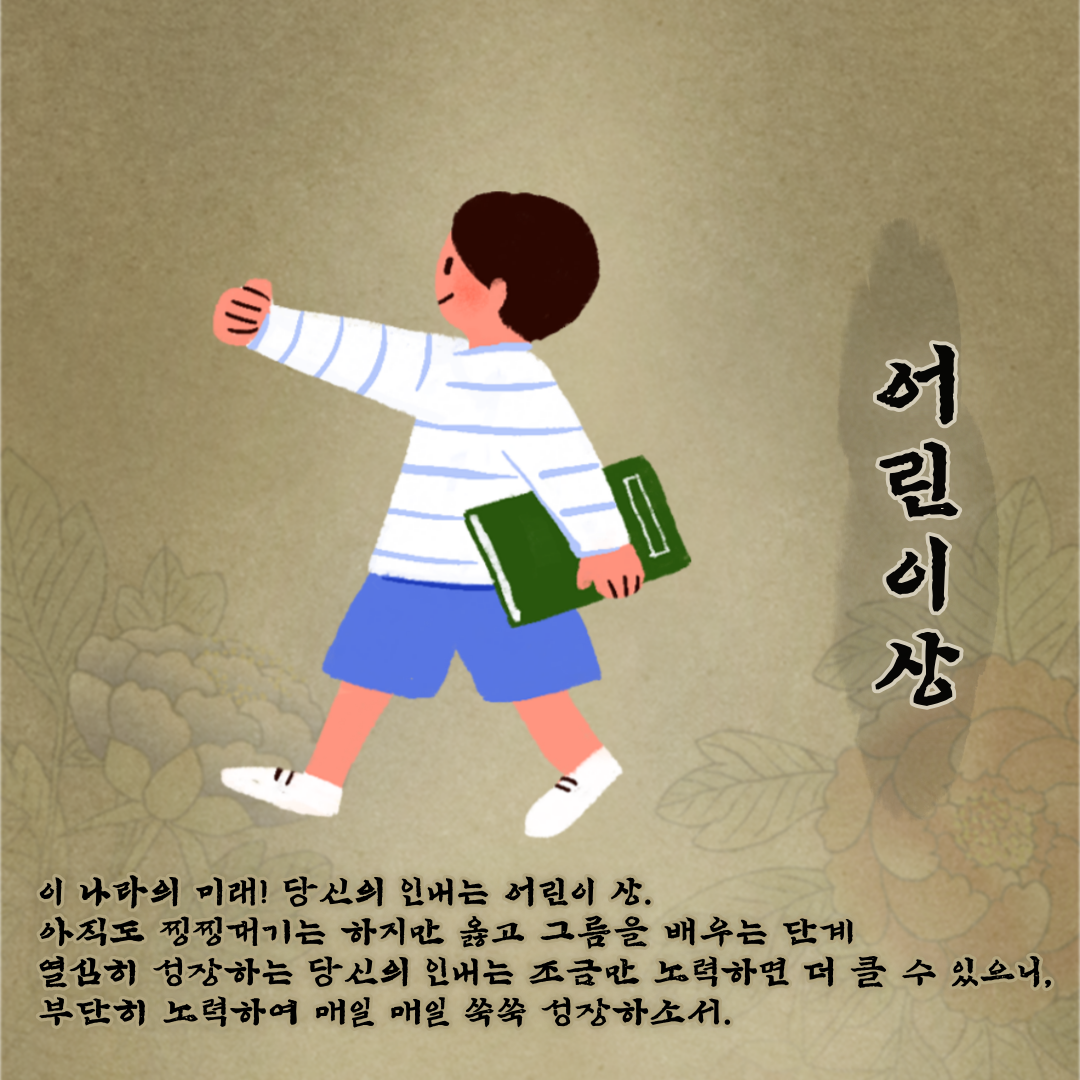 어린이상
이 나라의 미래! 당신의 인내는 어린이 상.
아직도 찡찡대기는 하지만 옳고 그름을 배우는 단계
열심히 성장하는 당신의 인내는 조금만 노력하면 더 클 수 있으니,
부단히 노력하여 매일 매일 쑥쑥 성장하소서.